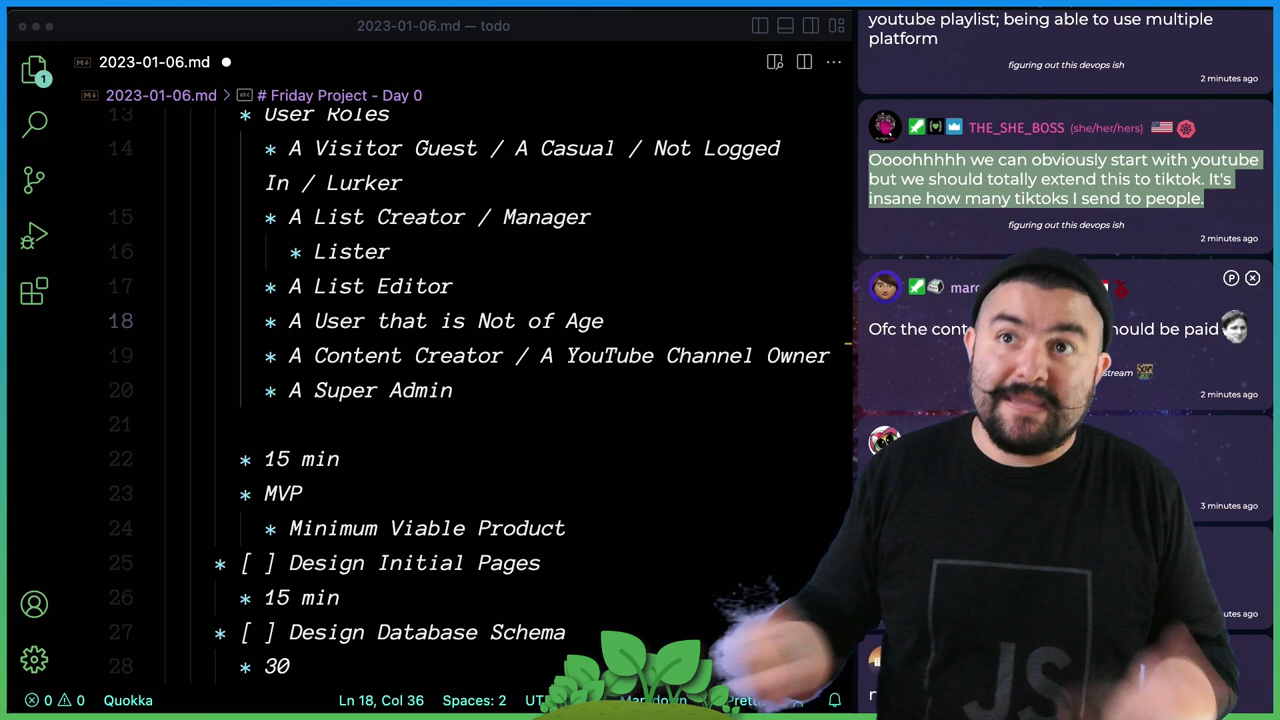 2023-01-06.md — todo
2023-01-06.md
1
2023-01-06.md > # Friday Project - Day 0
13 * User Roles
14 * A Visitor Guest / A Casual / Not Logged
In / Lurker
15 * A List Creator / Manager
16 * Lister
17 * A List Editor
18 * A User that is Not of Age
19 * A Content Creator / A YouTube Channel Owner
20 * A Super Admin
21
22 * 15 min
23 * MVP
24 * Minimum Viable Product
25 * [ ] Design Initial Pages
26 * 15 min
27 * [ ] Design Database Schema
28 * 30
0 0 Quokka Ln 18, Col 36 Spaces: 2
youtube playlist; being able to use multiple
platform
figuring out this devops ish
2 minutes ago
THE_SHE_BOSS (she/her/hers)
Ooohhhhh we can obviously start with youtube
but we should totally extend this to tiktok. It's
insane how many tiktoks I send to people.
figuring out this devops ish
2 minutes ago
P
Ofc the
should be paid
stream
2 minutes ago
3 minutes ago
ago
JS